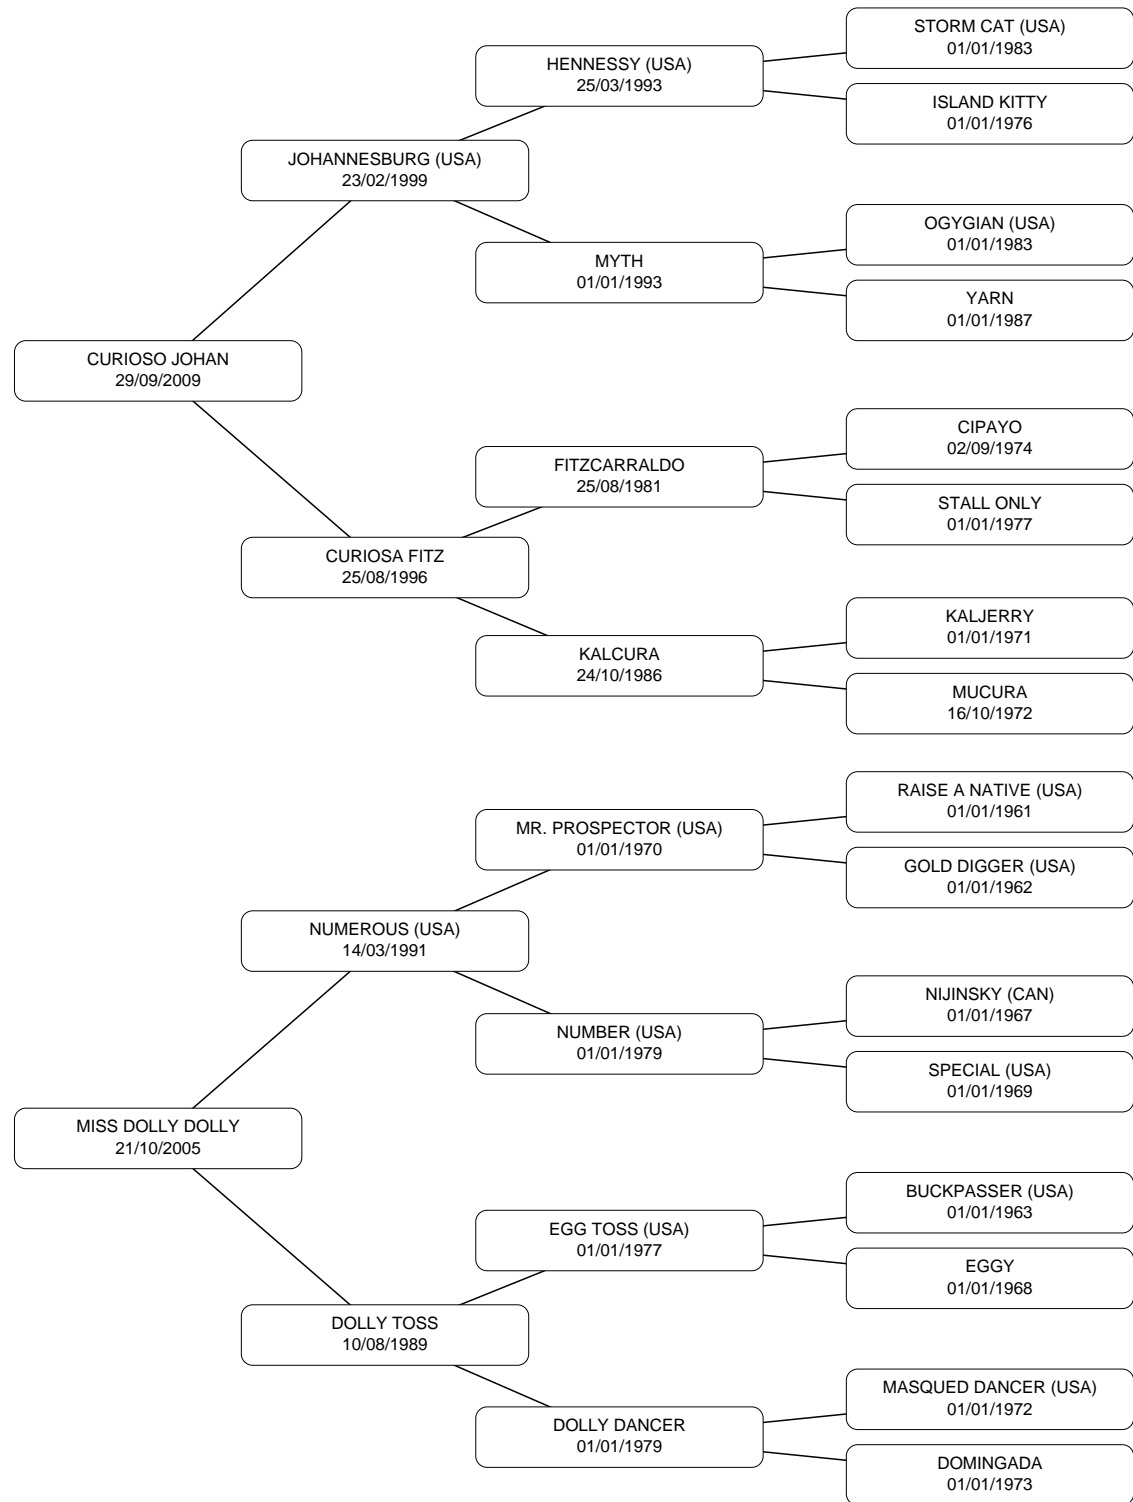 STORM CAT (USA)
01/01/1983
HENNESSY (USA)
25/03/1993
ISLAND KITTY
01/01/1976
JOHANNESBURG (USA)
23/02/1999
OGYGIAN (USA)
01/01/1983
MYTH
01/01/1993
YARN
01/01/1987
CURIOSO JOHAN
29/09/2009
CIPAYO
02/09/1974
FITZCARRALDO
25/08/1981
STALL ONLY
01/01/1977
CURIOSA FITZ
25/08/1996
KALJERRY
01/01/1971
KALCURA
24/10/1986
MUCURA
16/10/1972
RAISE A NATIVE (USA)
01/01/1961
MR. PROSPECTOR (USA)
01/01/1970
GOLD DIGGER (USA)
01/01/1962
NUMEROUS (USA)
14/03/1991
NIJINSKY (CAN)
01/01/1967
NUMBER (USA)
01/01/1979
SPECIAL (USA)
01/01/1969
MISS DOLLY DOLLY
21/10/2005
BUCKPASSER (USA)
01/01/1963
EGG TOSS (USA)
01/01/1977
EGGY
01/01/1968
DOLLY TOSS
10/08/1989
MASQUED DANCER (USA)
01/01/1972
DOLLY DANCER
01/01/1979
DOMINGADA
01/01/1973